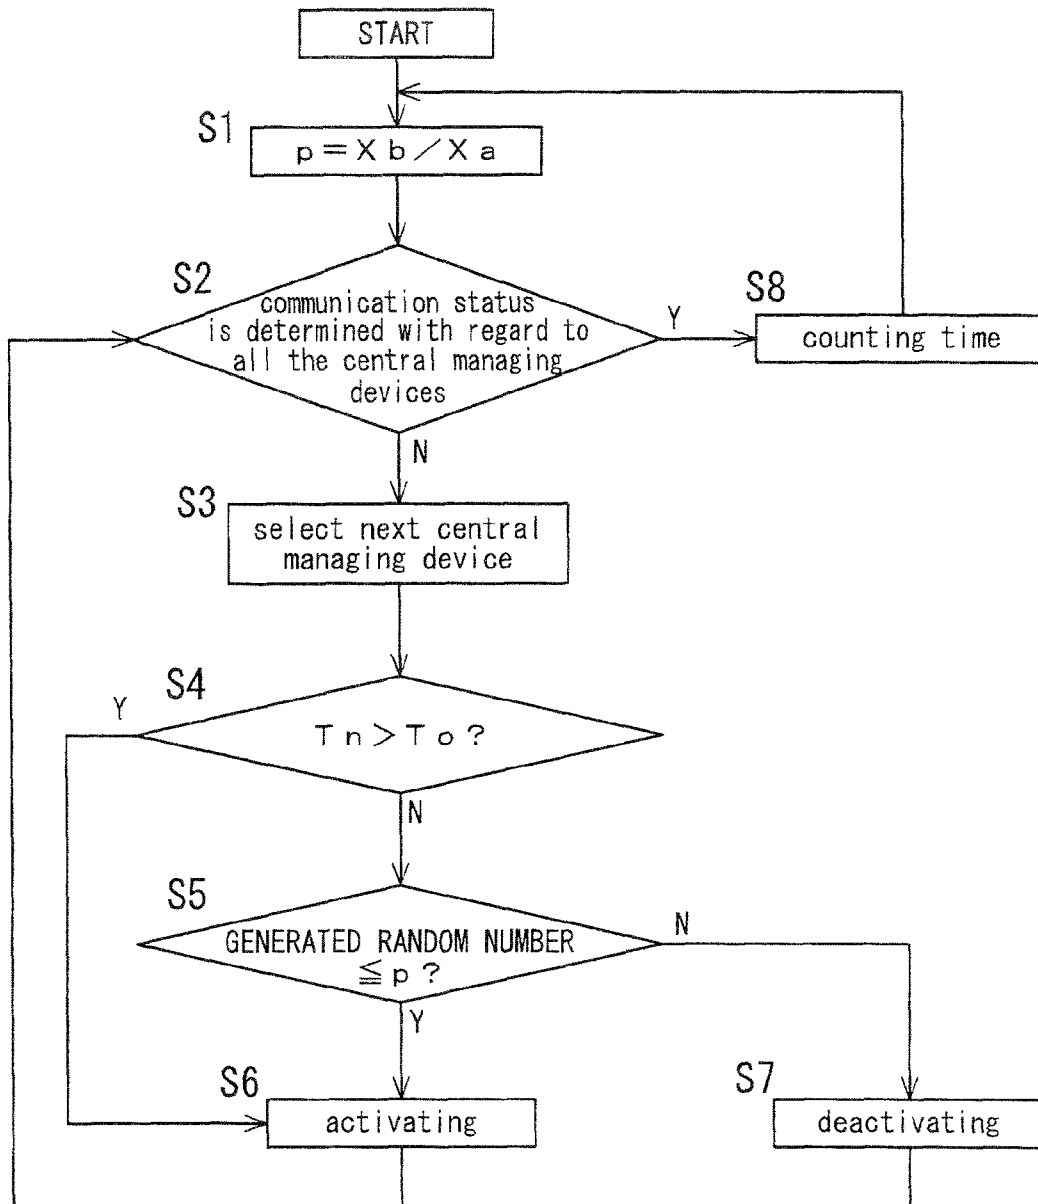 START
S1
p=Xb/Xa
S2
communication status
is determined with regard to
all the central managing
devices
Y
S8
counting time
N
S3
select next central
managing device
S4
Y
Tn>To?
N
S5
GENERATED RANDOM NUMBER
≦p?
N
Y
S6
activating
S7
deactivating